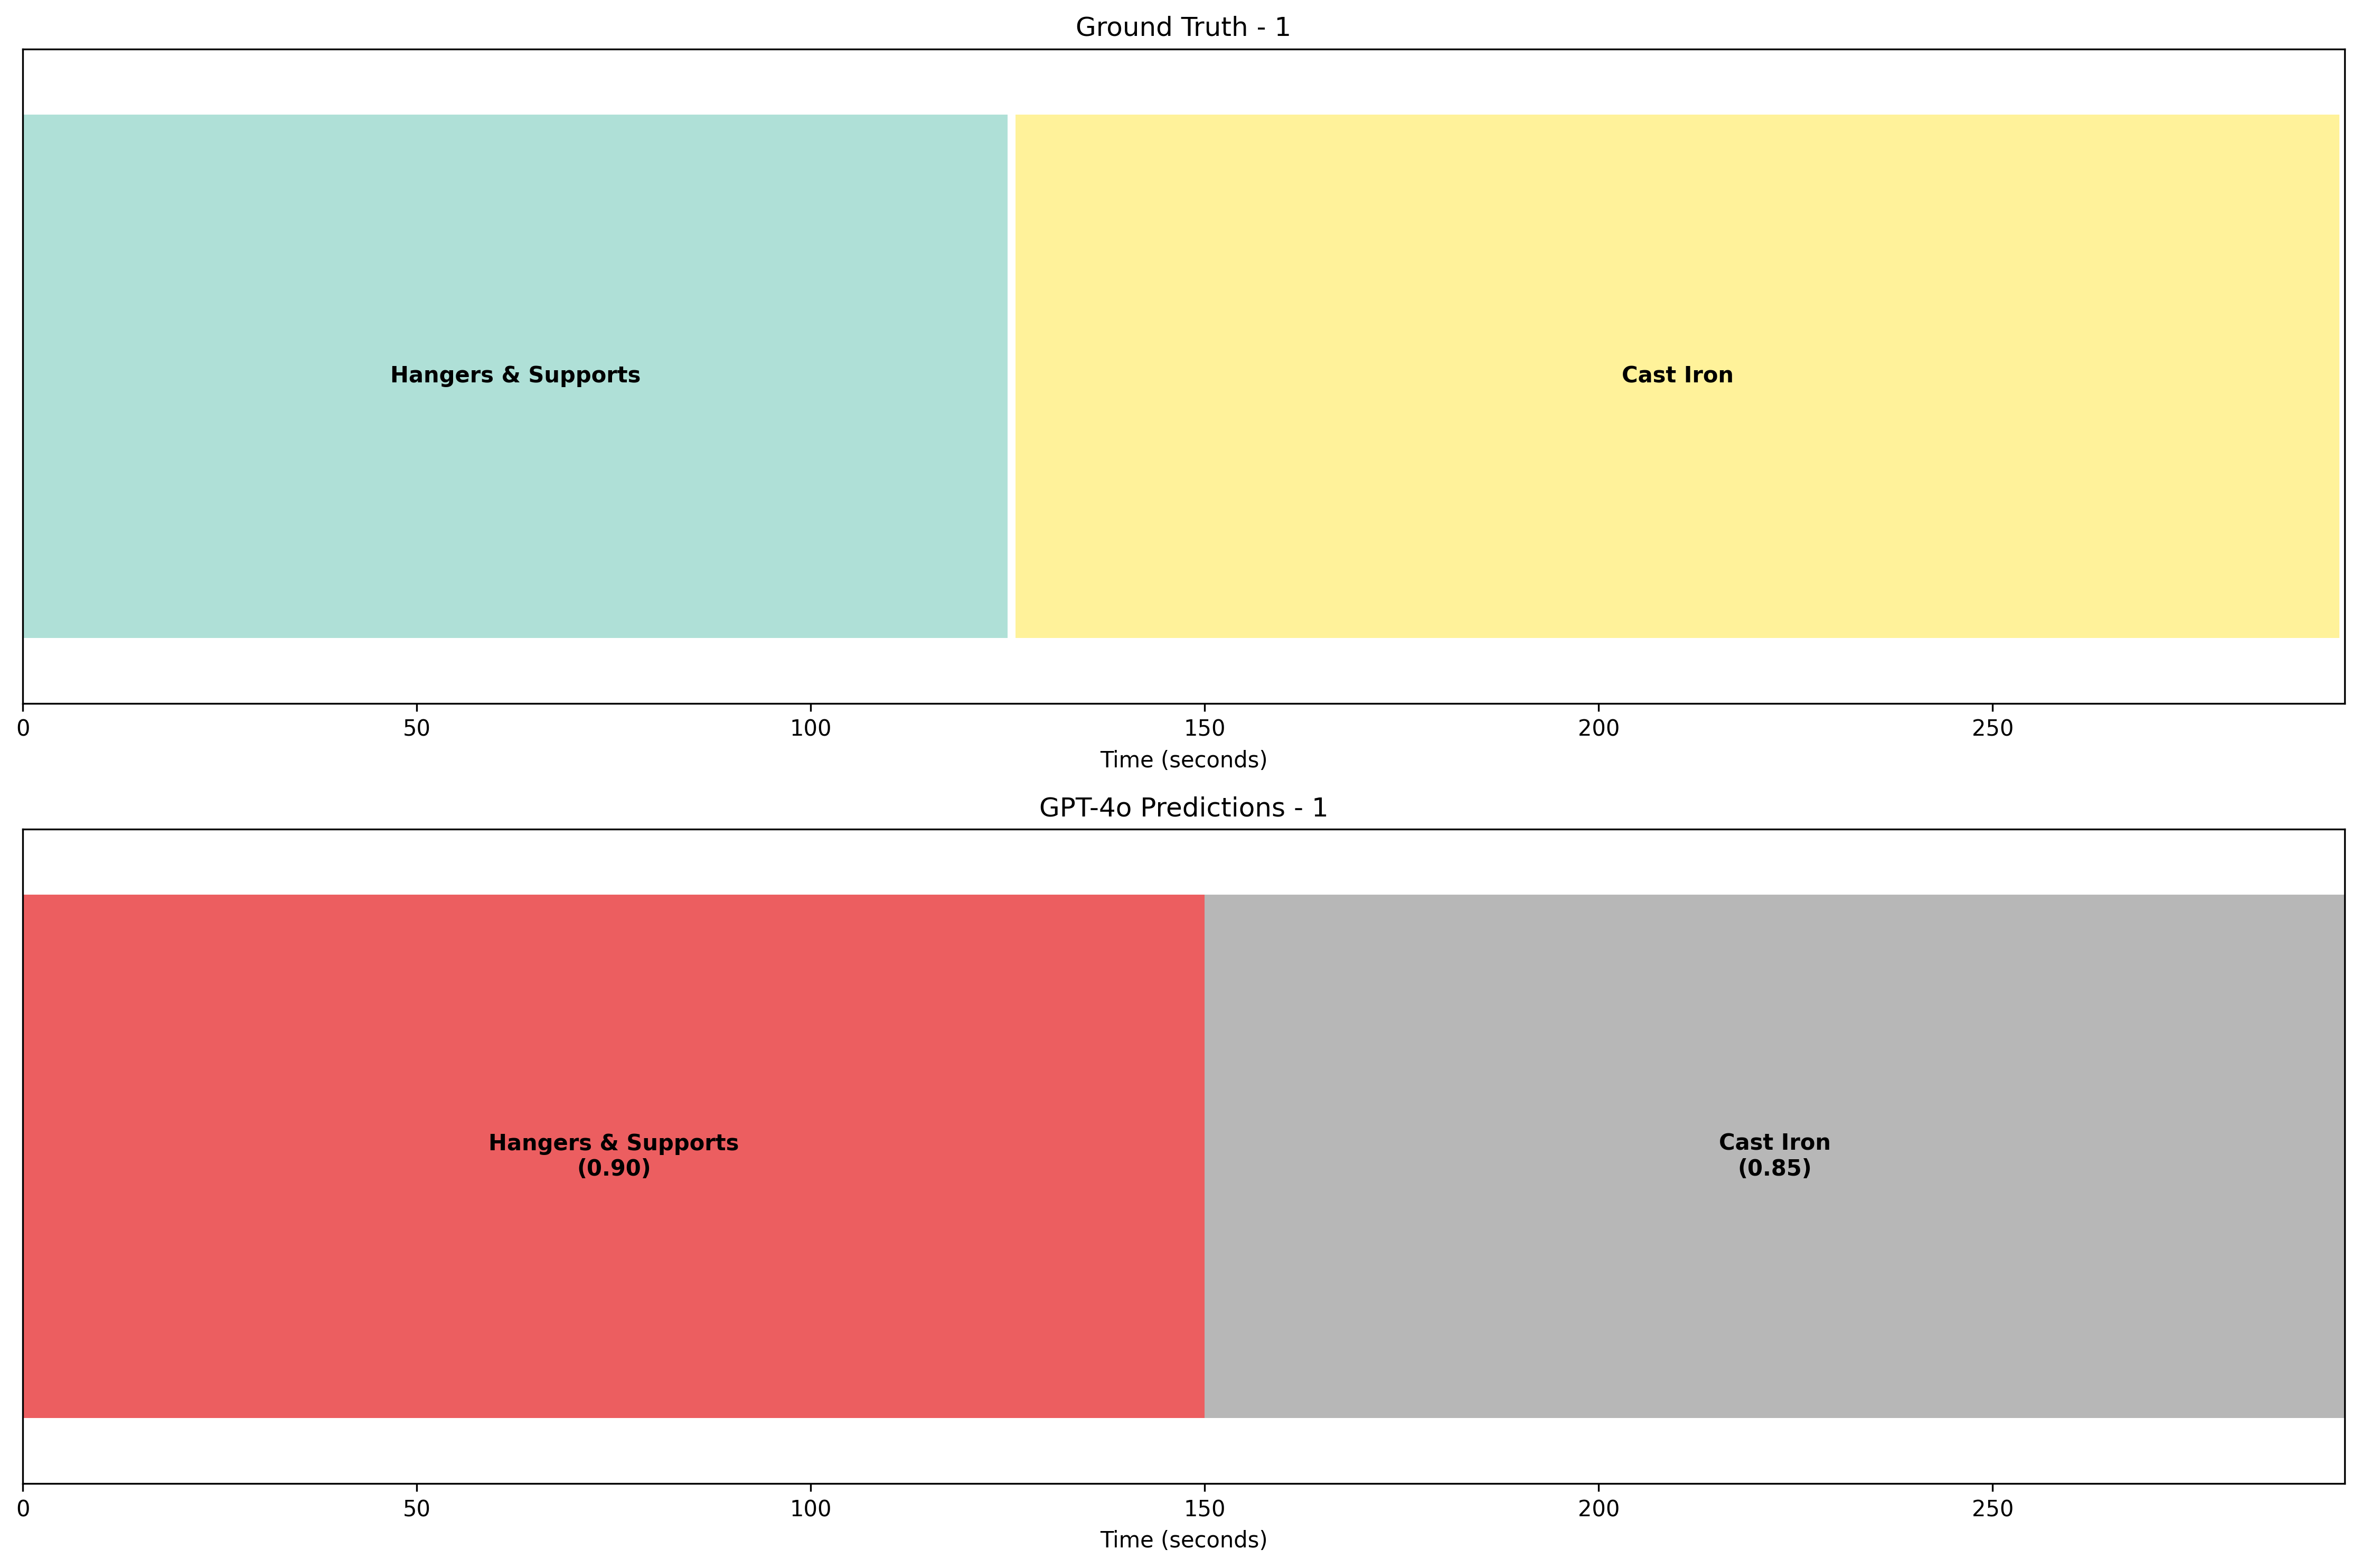 Ground Truth - 1
Hangers & Supports
Cast Iron
0 50 100 150 200 250
Time (seconds)
GPT-4o Predictions - 1
Hangers & Supports
(0.90)
Cast Iron
(0.85)
0 50 100 150 200 250
Time (seconds)